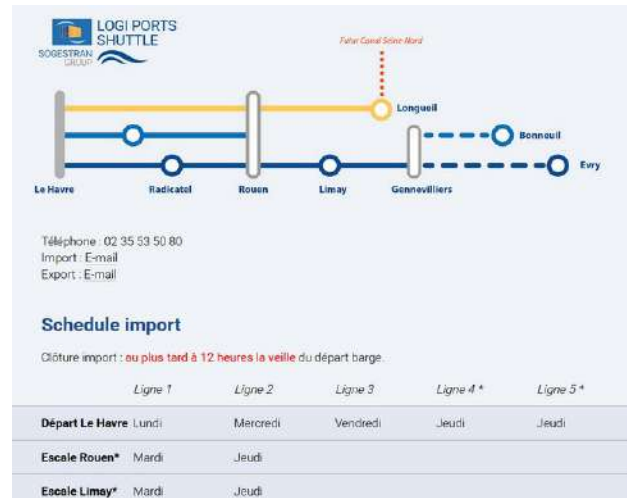 LOGI PORTS
SHUTTLE
SOGESTRAN
GROUP
Futur Canal Seine-Nord
Longueil
Bonneuil
Evry
Le Havre Radicatel Rouen Limay Gennevilliers
Téléphone : 02 35 53 50 80
Import : E-mail
Export : E-mail
Schedule import
Clôture import : au plus tard à 12 heures la veille du départ barge.
Ligne 1 Ligne 2 Ligne 3 Ligne 4 * Ligne 5 *
Départ Le Havre Lundi Mercredi Vendredi Jeudi Jeudi
Escale Rouen* Mardi Jeudi
Escale Limay* Mardi Jeudi